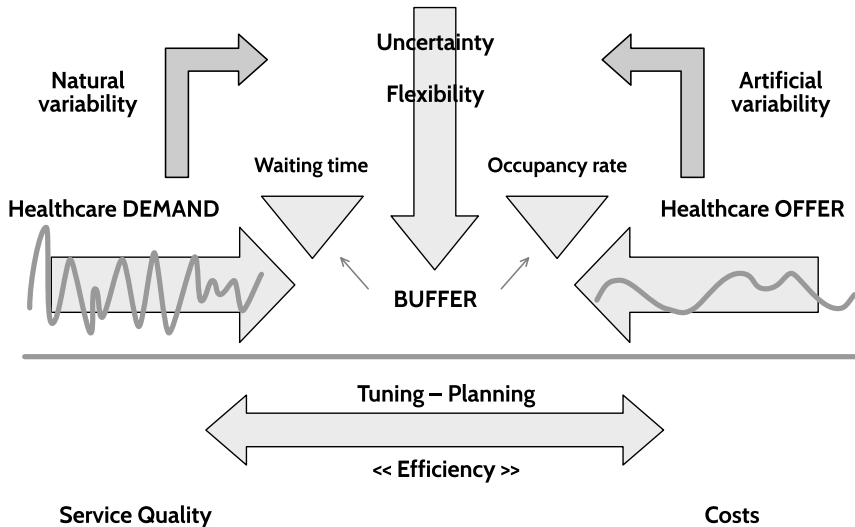 Uncertainty
Flexibility
Natural
variability
Artificial
variability
Waiting time
Occupancy rate
Healthcare DEMAND
Healthcare OFFER
BUFFER
Tuning – Planning
<< Efficiency >>
Service Quality
Costs